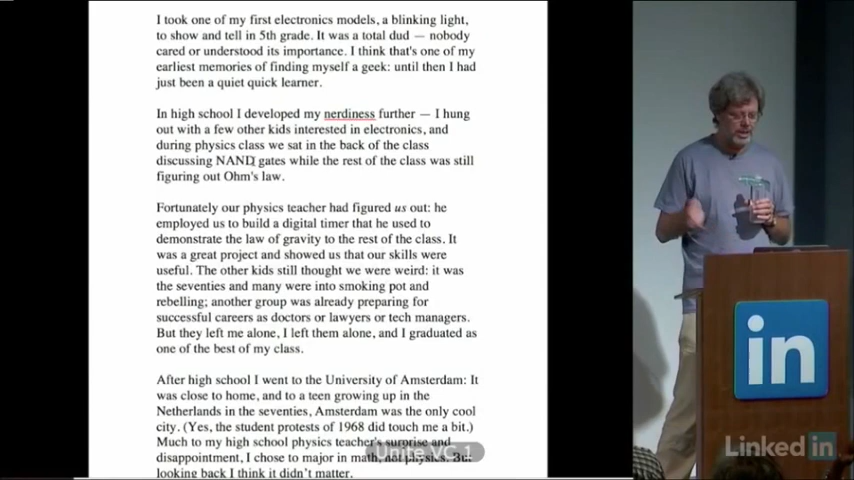 I took one of my first electronics models, a blinking light,
to show and tell in 5th grade. It was a total dud — nobody
cared or understood its importance. I think that's one of my
earliest memories of finding myself a geek: until then I had
just been a quiet quick learner.
In high school I developed my nerdiness further — I hung
out with a few other kids interested in electronics, and
during physics class we sat in the back of the class
discussing NAND gates while the rest of the class was still
figuring out Ohm's law.
Fortunately our physics teacher had figured us out: he
employed us to build a digital timer that he used to
demonstrate the law of gravity to the rest of the class. It
was a great project and showed us that our skills were
useful. The other kids still thought we were weird: it was
the seventies and many were into smoking pot and
rebelling; another group was already preparing for
successful careers as doctors or lawyers or tech managers.
But they left me alone, I left them alone, and I graduated as
one of the best of my class.
After high school I went to the University of Amsterdam: It
was close to home, and to a teen growing up in the
Netherlands in the seventies, Amsterdam was the only cool
city. (Yes, the student protests of 1968 did touch me a bit.)
Much to my high school physics teacher's surprise and
disappointment, I chose to major in math, not physics. But
looking back I think it didn't matter.
Unite VC 1
in
Linked in